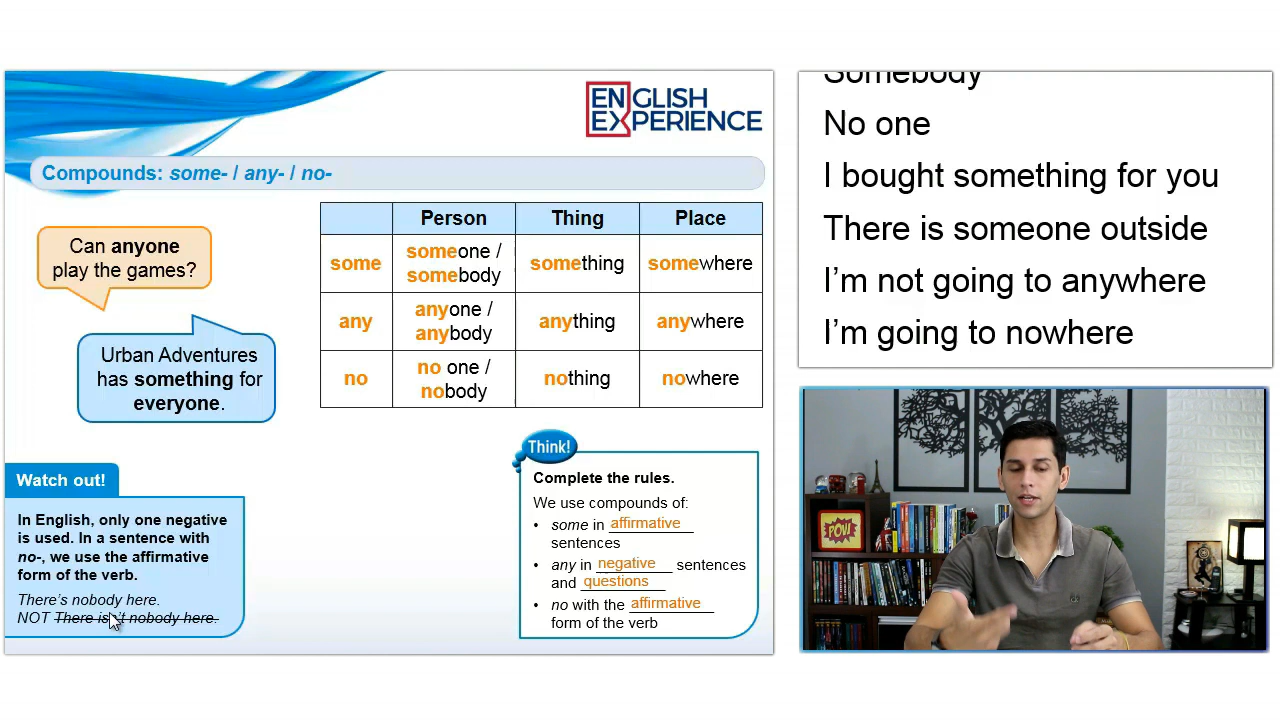 ENGLISH
EXPERIENCE
Compounds: some- / any- / no-
Can anyone
play the games?
Urban Adventures
has something for
everyone.
Person Thing Place
some someone / somebody something somewhere
any anyone / anybody anything anywhere
no no one / nobody nothing nowhere
Watch out!
In English, only one negative
is used. In a sentence with
no-, we use the affirmative
form of the verb.
There's nobody here.
NOT There isn't nobody here.
Think!
Complete the rules.
We use compounds of:
• some in affirmative
sentences
• any in negative sentences
and questions
• no with the affirmative
form of the verb
Somebody
No one
I bought something for you
There is someone outside
I'm not going to anywhere
I'm going to nowhere
POW